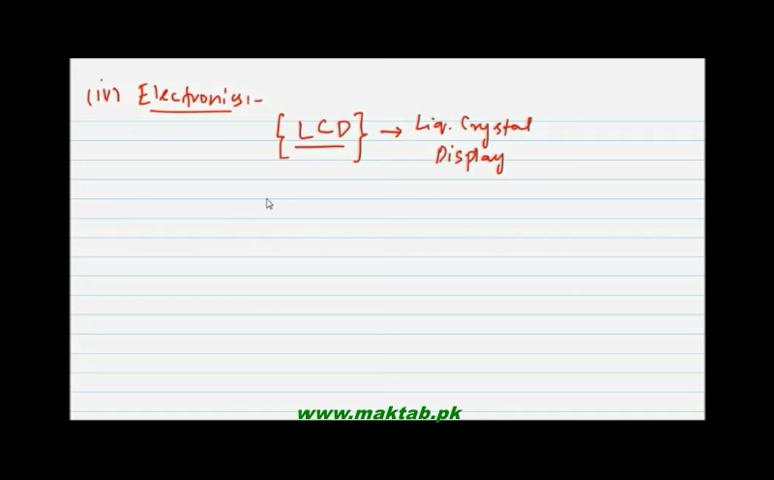 (iv) Electronics:-
{LCD} → Liq. Crystal
Display
www.maktab.pk